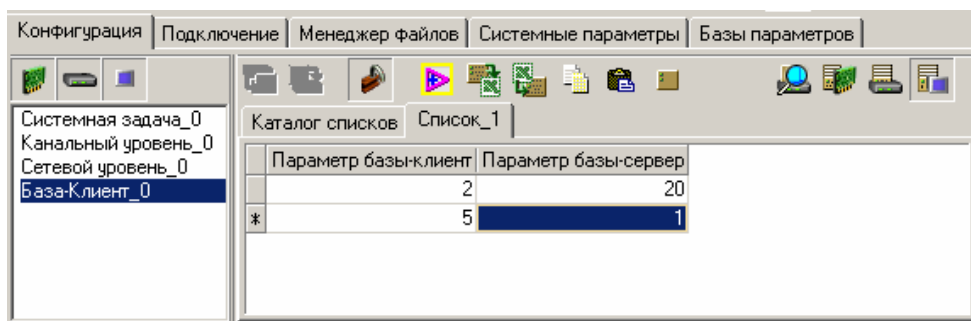 Конфигурация Подключение Менеджер файлов Системные параметры Базы параметров
Системная задача_0
Канальный уровень_0
Сетевой уровень_0
База-Клиент_0
Каталог списков Список_1
Параметр базы-клиент Параметр базы-сервер
2 20
* 5 1